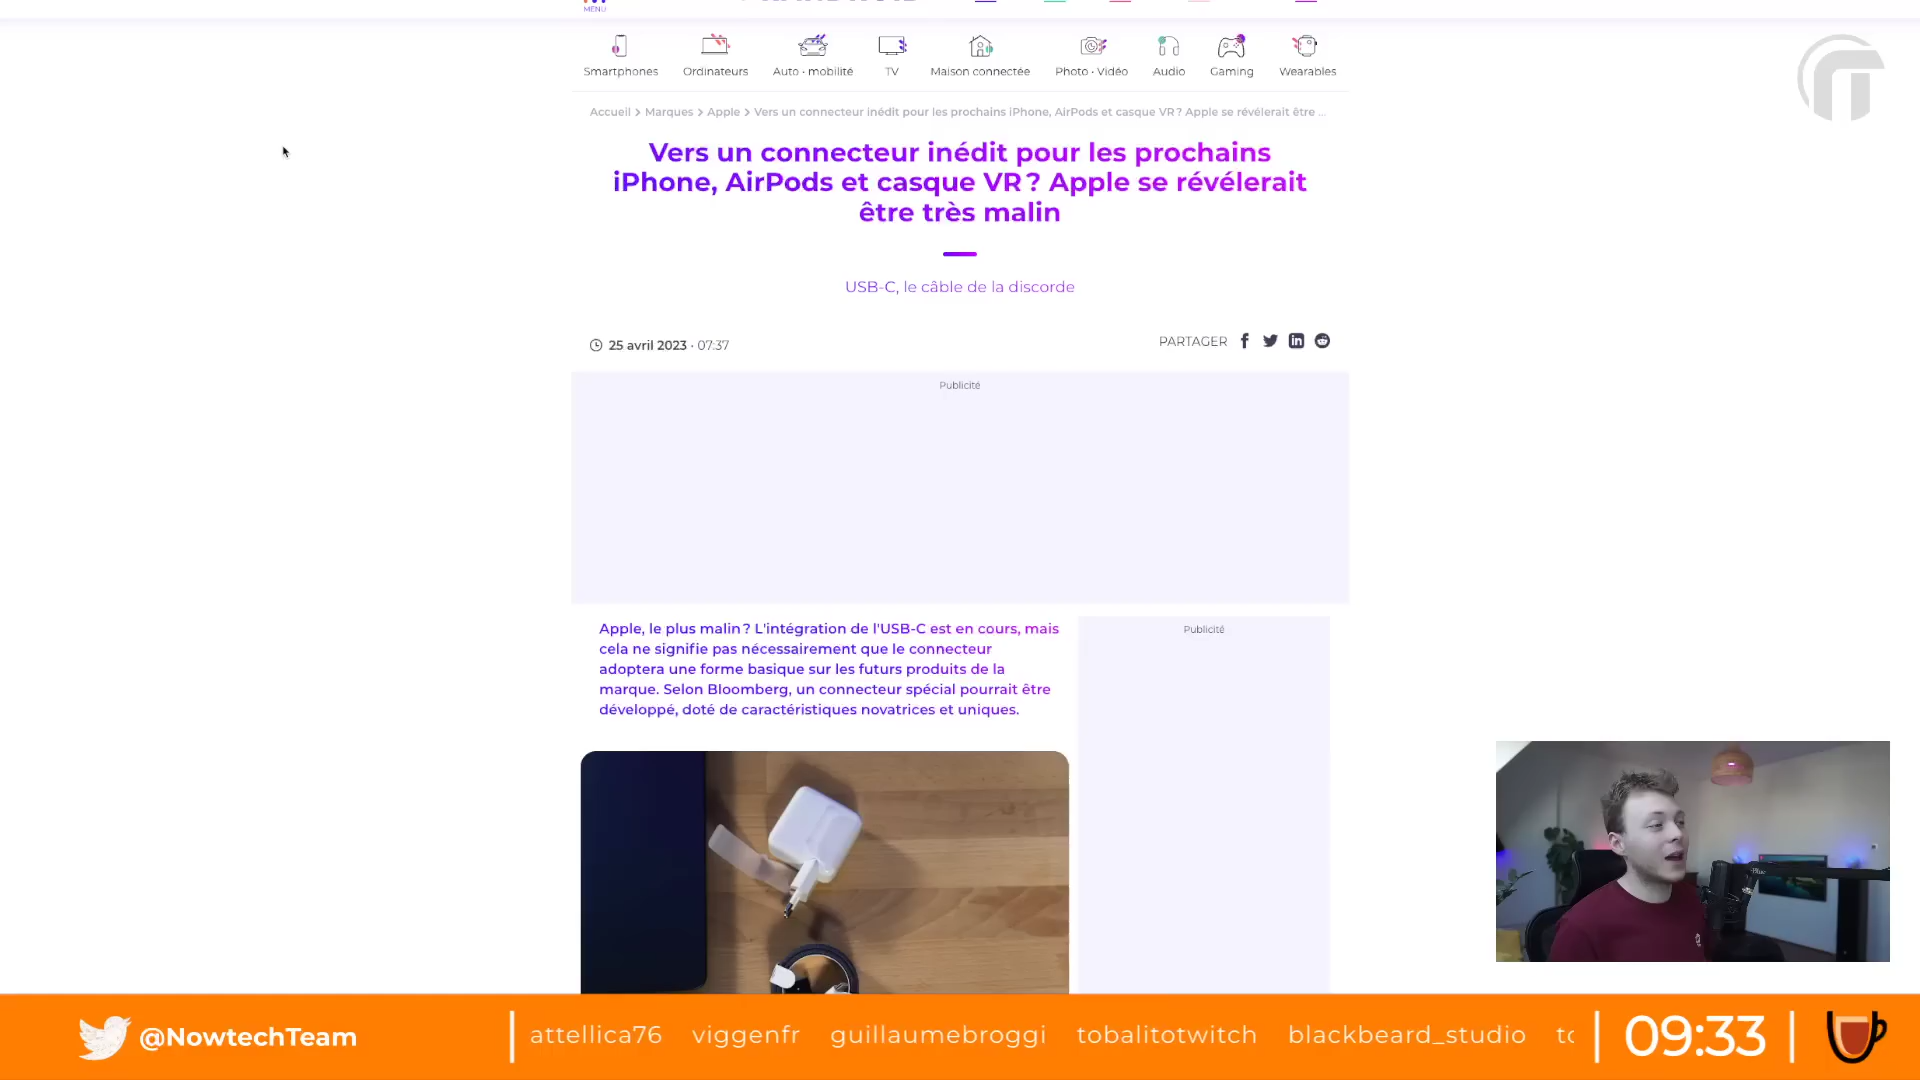 MENU
Smartphones Ordinateurs Auto • mobilité TV Maison connectée Photo • Vidéo Audio Gaming Wearables
Accueil > Marques > Apple > Vers un connecteur inédit pour les prochains iPhone, AirPods et casque VR ? Apple se révélerait être ...
Vers un connecteur inédit pour les prochains
iPhone, AirPods et casque VR ? Apple se révélerait
être très malin
USB-C, le câble de la discorde
25 avril 2023 • 07:37
PARTAGER
Publicité
Apple, le plus malin ? L'intégration de l'USB-C est en cours, mais
cela ne signifie pas nécessairement que le connecteur
adoptera une forme basique sur les futurs produits de la
marque. Selon Bloomberg, un connecteur spécial pourrait être
développé, doté de caractéristiques novatrices et uniques.
Publicité
@NowtechTeam
attellica76 viggenfr guillaumebroggi tobalitotwitch blackbeard_studio
09:33